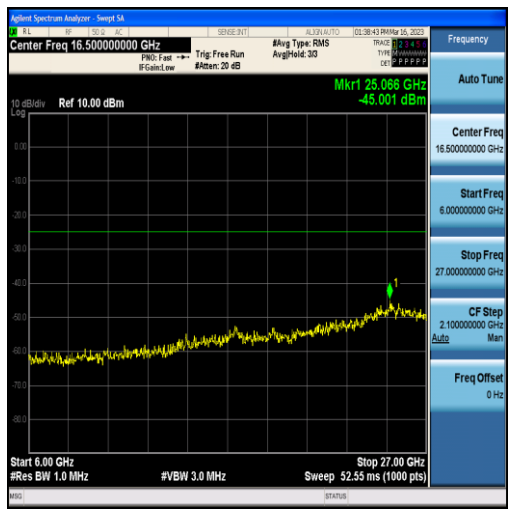 Agilent Spectrum Analyzer - Swept SA
RL RF 50 Ω AC SENSE:INT ALIGN AUTO 01:38:43 PM Mar 16, 2023
Center Freq 16.500000000 GHz
PNO: Fast
IFGain:Low
Trig: Free Run
#Atten: 20 dB
#Avg Type: RMS
Avg|Hold: 3/3
TRACE 1 2 3 4 5 6
TYPE
DET P P P P P P
Mkr1 25.066 GHz
-45.001 dBm
10 dB/div Ref 10.00 dBm
Log
0.00
-10.0
-20.0
-30.0
-40.0
-50.0
-60.0
-70.0
-80.0
1
Start 6.00 GHz
Stop 27.00 GHz
#Res BW 1.0 MHz
#VBW 3.0 MHz
Sweep 52.55 ms (1000 pts)
MSG
STATUS
Frequency
Auto Tune
Center Freq
16.500000000 GHz
Start Freq
6.000000000 GHz
Stop Freq
27.000000000 GHz
CF Step
2.100000000 GHz
Auto Man
Freq Offset
0 Hz